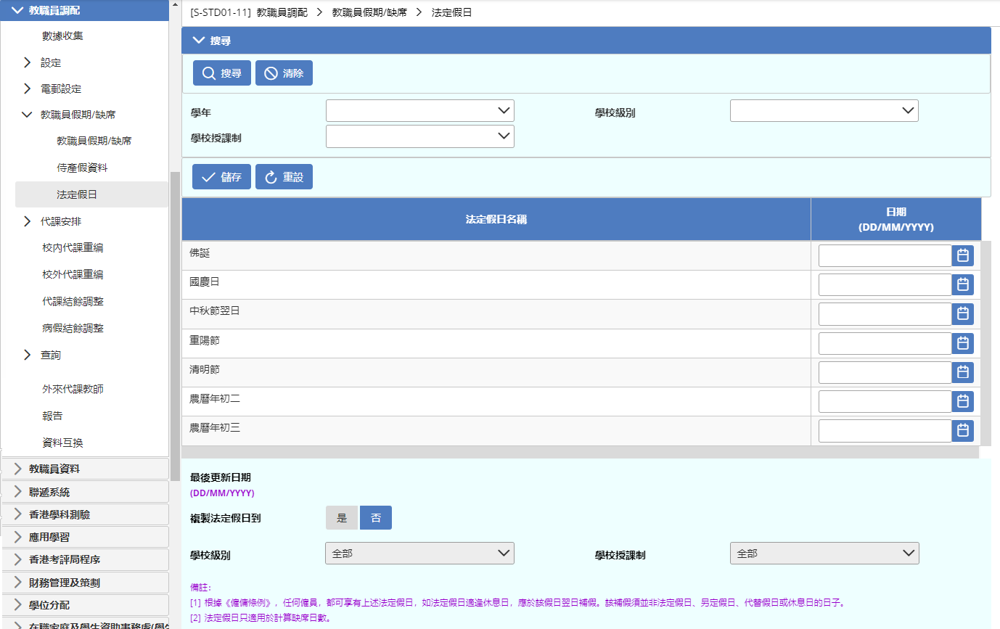 教職員調配
數據收集
設定
電郵設定
教職員假期/缺席
教職員假期/缺席
侍產假資料
法定假日
代課安排
校內代課重編
校外代課重編
代課結餘調整
病假結餘調整
查詢
外來代課教師
報告
資料互換
教職員資料
聯遞系統
香港學科測驗
應用學習
香港考評局程序
財務管理及策劃
學位分配
在職家庭及學生資助事務處(學生
[S-STD01-11] 教職員調配 > 教職員假期/缺席 > 法定假日
搜尋
搜尋 清除
學年 學校級別
學校授課制
儲存 重設
法定假日名稱 日期
(DD/MM/YYYY)
佛誕
國慶日
中秋節翌日
重陽節
清明節
農曆年初二
農曆年初三
最後更新日期
(DD/MM/YYYY)
複製法定假日到 是 否
學校級別 全部 學校授課制 全部
備註：
[1] 根據《僱傭條例》，任何僱員，都可享有上述法定假日，如法定假日適逢休息日，應於該假日翌日補假。該補假須並非法定假日、另定假日、代替假日或休息日的日子。
[2] 法定假日只適用於計算缺席日數。